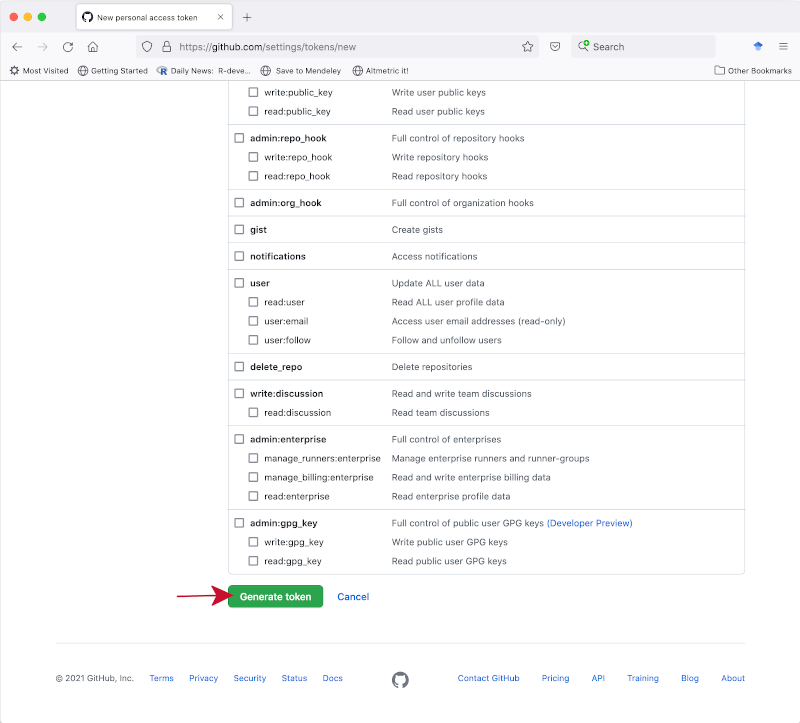 New personal access token
https://github.com/settings/tokens/new
Search
Most Visited Getting Started Daily News: R-deve... Save to Mendeley Altmetric it! Other Bookmarks
write:public_key Write user public keys
read:public_key Read user public keys
admin:repo_hook Full control of repository hooks
write:repo_hook Write repository hooks
read:repo_hook Read repository hooks
admin:org_hook Full control of organization hooks
gist Create gists
notifications Access notifications
user Update ALL user data
read:user Read ALL user profile data
user:email Access user email addresses (read-only)
user:follow Follow and unfollow users
delete_repo Delete repositories
write:discussion Read and write team discussions
read:discussion Read team discussions
admin:enterprise Full control of enterprises
manage_runners:enterprise Manage enterprise runners and runner-groups
manage_billing:enterprise Read and write enterprise billing data
read:enterprise Read enterprise profile data
admin:gpg_key Full control of public user GPG keys (Developer Preview)
write:gpg_key Write public user GPG keys
read:gpg_key Read public user GPG keys
Generate token Cancel
© 2021 GitHub, Inc. Terms Privacy Security Status Docs Contact GitHub Pricing API Training Blog About